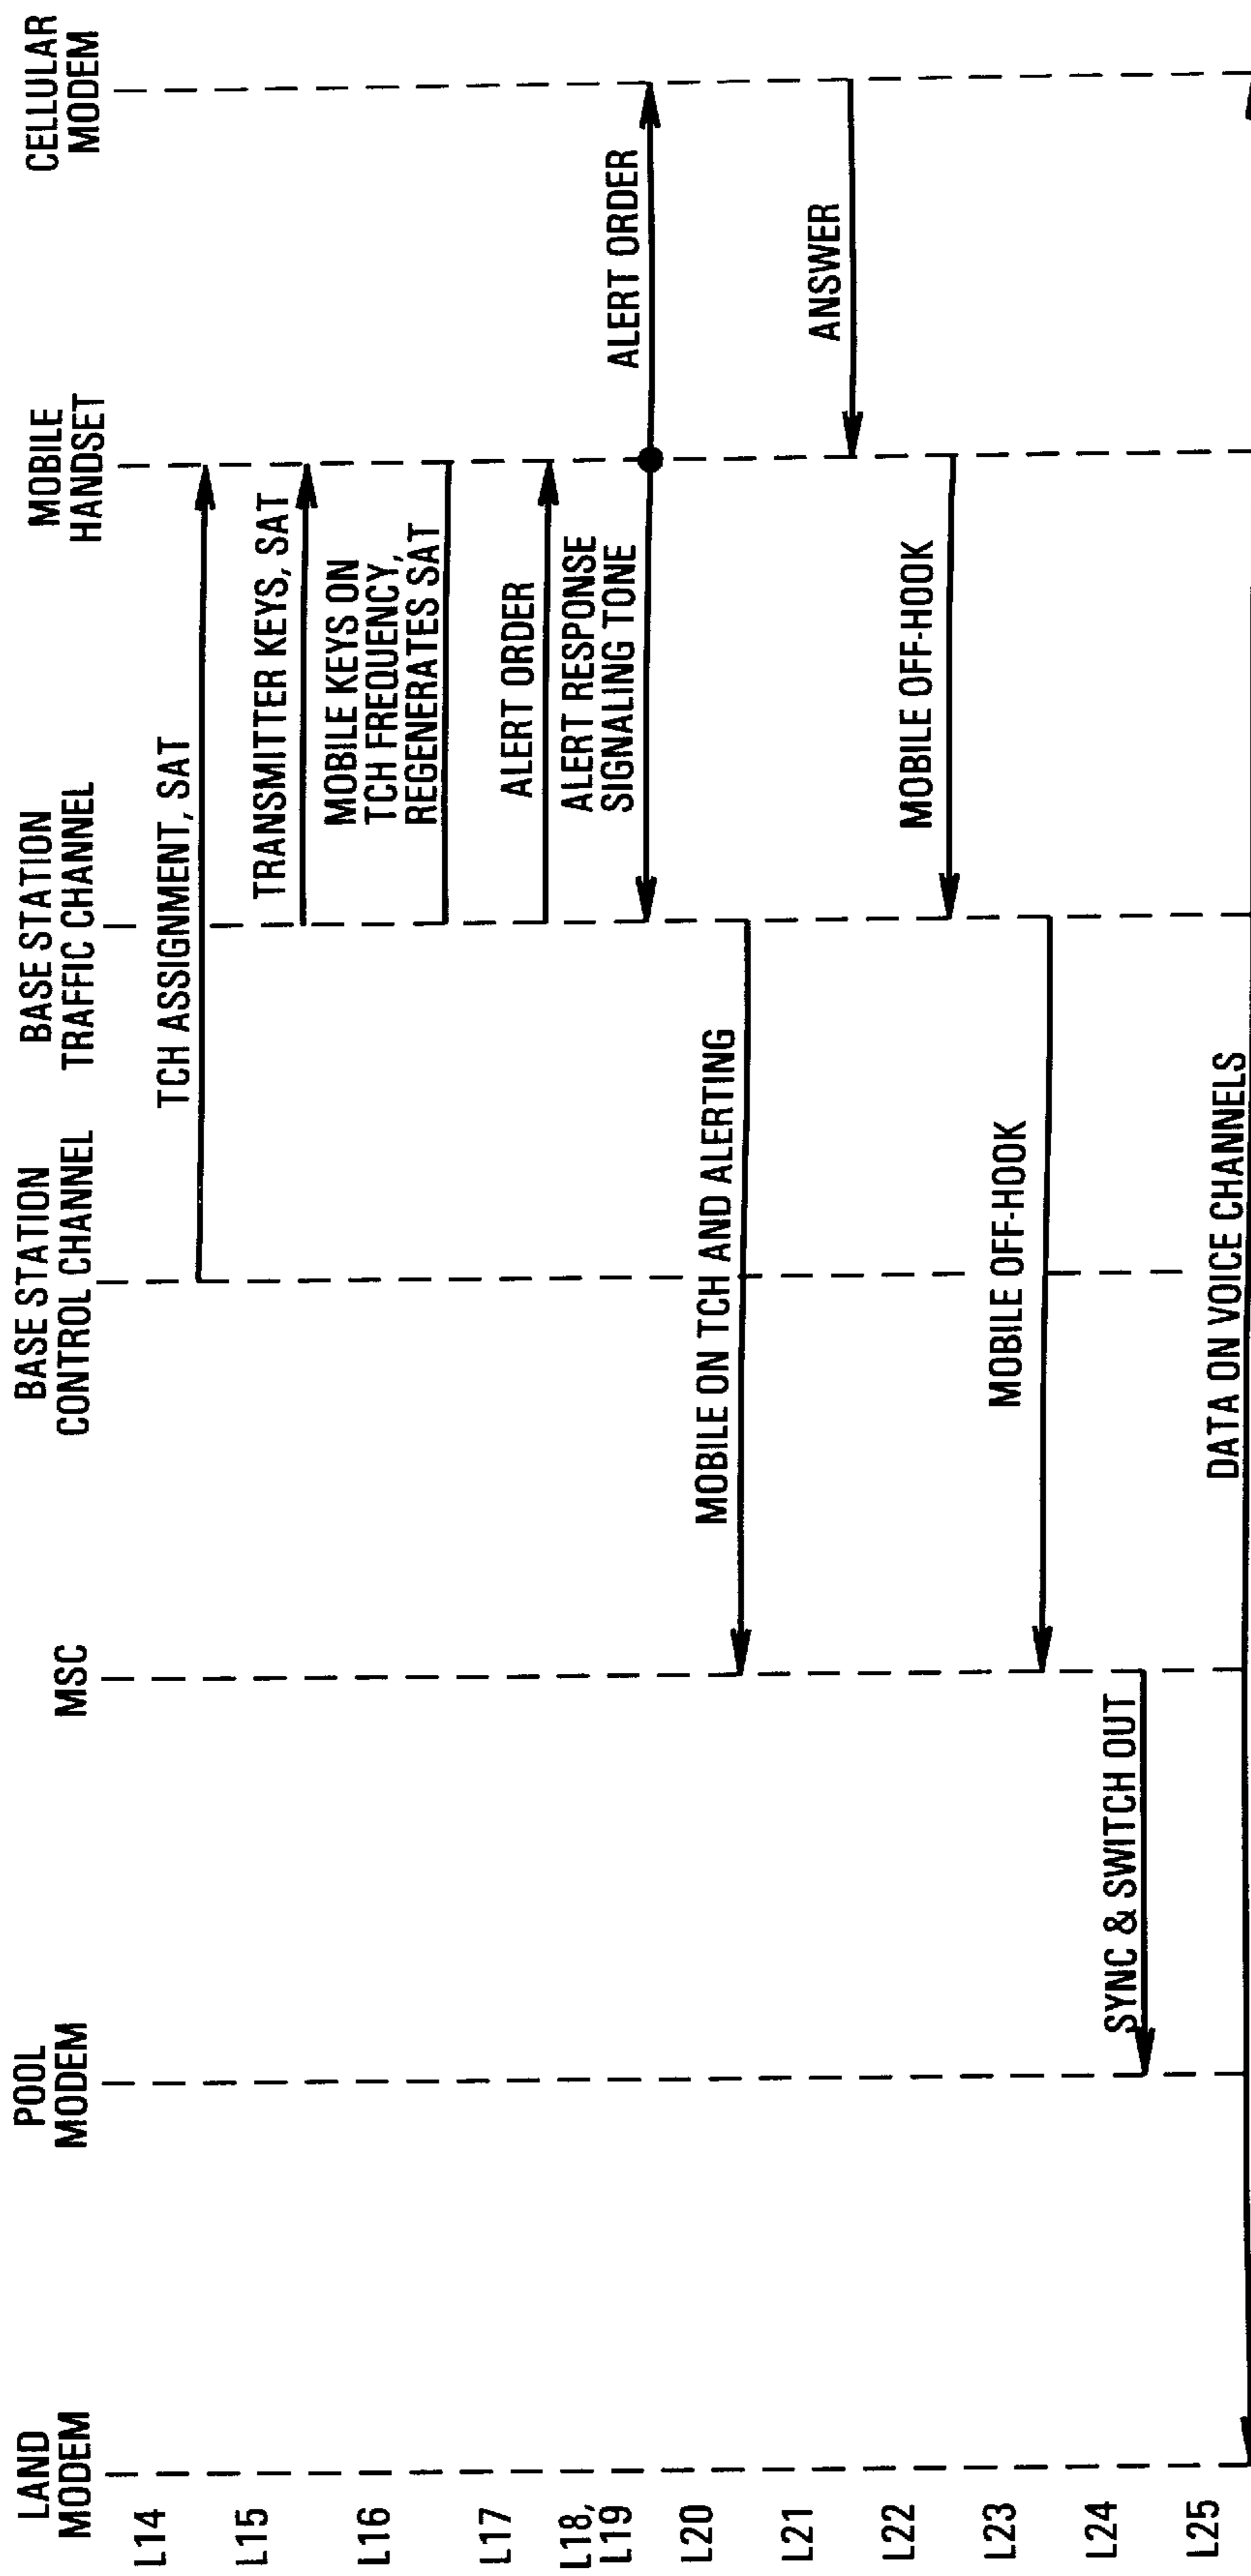 LAND
MODEM
POOL
MODEM
MSC
BASE STATION
CONTROL CHANNEL
BASE STATION
TRAFFIC CHANNEL
MOBILE
HANDSET
CELLULAR
MODEM
L14
TCH ASSIGNMENT, SAT
L15
TRANSMITTER KEYS, SAT
L16
MOBILE KEYS ON
TCH FREQUENCY,
REGENERATES SAT
L17
ALERT ORDER
L18,
L19
ALERT RESPONSE
SIGNALING TONE
ALERT ORDER
L20
MOBILE ON TCH AND ALERTING
L21
ANSWER
L22
MOBILE OFF-HOOK
L23
MOBILE OFF-HOOK
L24
SYNC & SWITCH OUT
L25
DATA ON VOICE CHANNELS